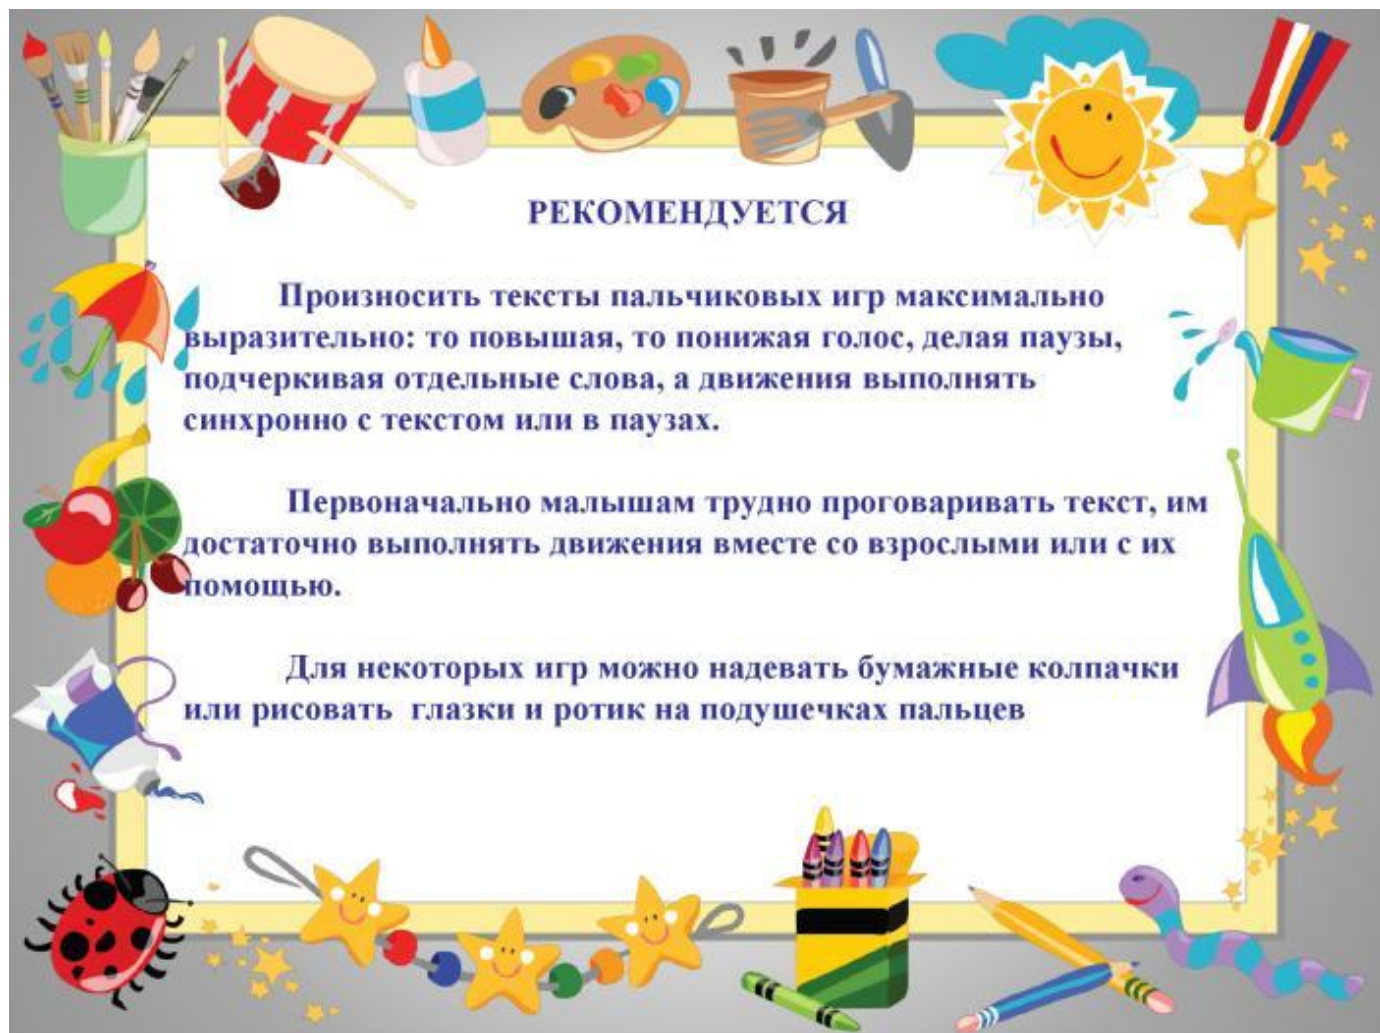 РЕКОМЕНДУЕТСЯ
Произносить тексты пальчиковых игр максимально
выразительно: то повышая, то понижая голос, делая паузы,
подчеркивая отдельные слова, а движения выполнять
синхронно с текстом или в паузах.
Первоначально малышам трудно проговаривать текст, им
достаточно выполнять движения вместе со взрослыми или с их
помощью.
Для некоторых игр можно надевать бумажные колпачки
или рисовать глазки и ротик на подушечках пальцев